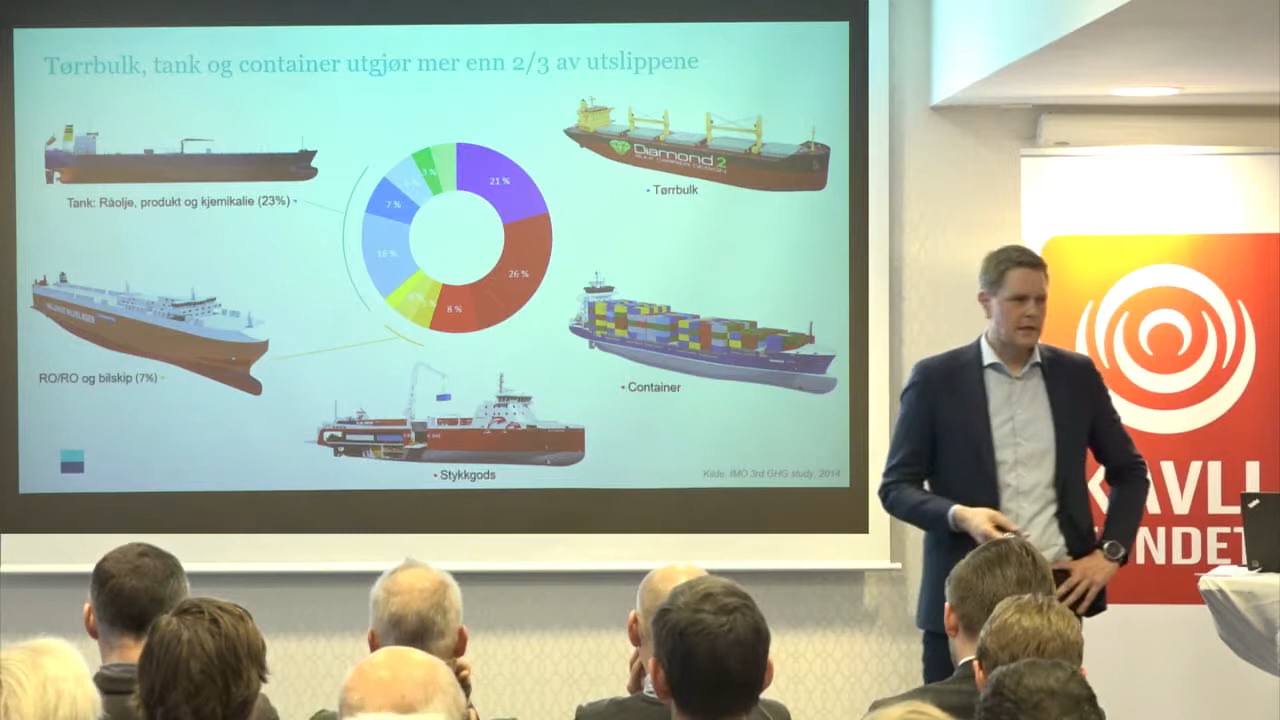 Tørrbulk, tank og container utgjør mer enn 2/3 av utslippene
Diamond 2
Tank: Råolje, produkt og kjemikalie (23%)
Tørrbulk
3 %
21 %
7 %
16 %
26 %
8 %
RO/RO og bilskip (7%)
Container
Stykkgods
Kilde: IMO 3rd GHG study, 2014
KAVLI
NDET